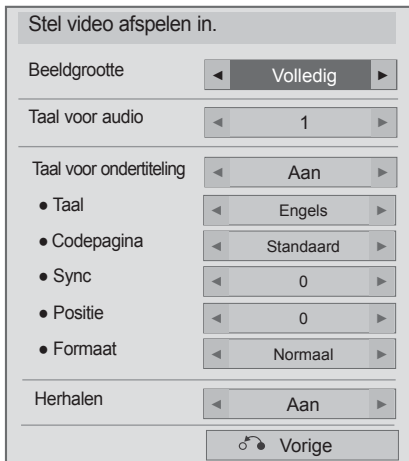 Stel video afspelen in.
Beeldgrootte ◄ Volledig ►
Taal voor audio ◄ 1 ►
Taal voor ondertiteling ◄ Aan ►
● Taal ◄ Engels ►
● Codepagina ◄ Standaard ►
● Sync ◄ 0 ►
● Positie ◄ 0 ►
● Formaat ◄ Normaal ►
Herhalen ◄ Aan ►
Vorige